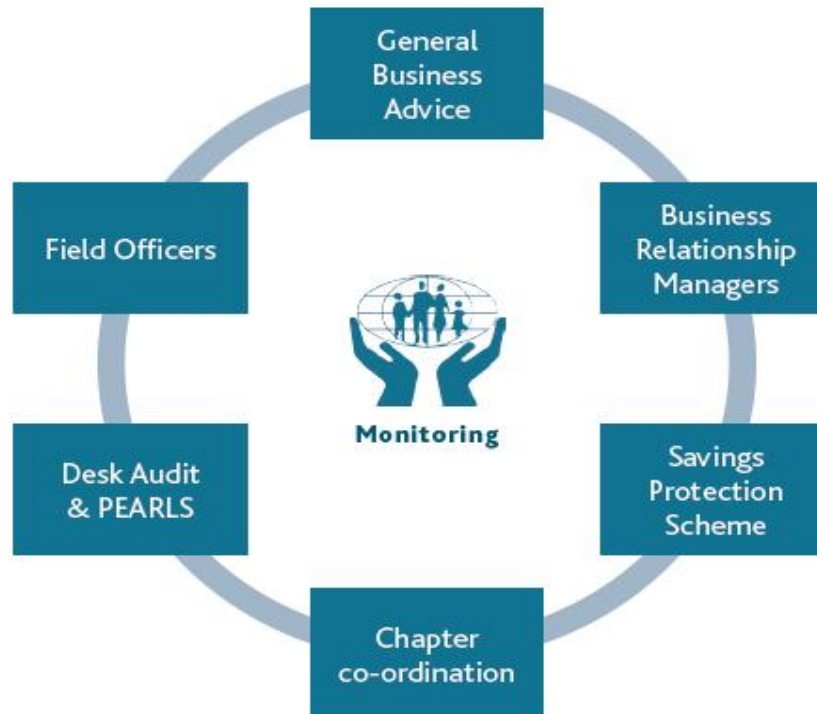 General
Business
Advice
Business
Relationship
Managers
Savings
Protection
Scheme
Chapter
co-ordination
Desk Audit
& PEARLS
Field Officers
Monitoring